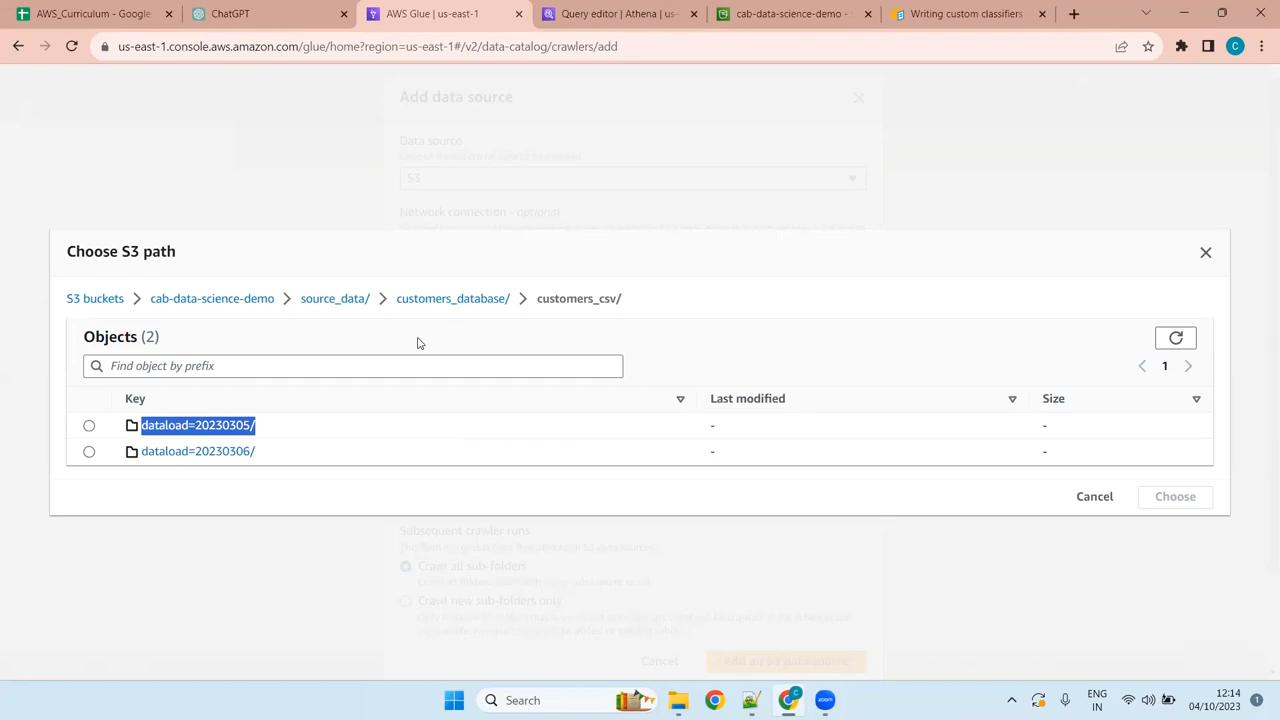 AWS_Curriculum - Google
ChatGPT
AWS Glue | us-east-1
Query editor | Athena | us-e
cab-data-science-demo -
Writing custom classifiers
us-east-1.console.aws.amazon.com/glue/home?region=us-east-1#/v2/data-catalog/crawlers/add
C
Add data source
Data source
S3
Network connection - optional
Choose S3 path
S3 buckets
cab-data-science-demo
source_data/
customers_database/
customers_csv/
Objects (2)
Find object by prefix
1
Key
Last modified
Size
dataload=20230305/
-
-
dataload=20230306/
-
-
Cancel
Choose
Subsequent crawler runs
Crawl all sub-folders
Crawl new sub-folders only
Cancel
Add an S3 data source
Search
C
zoom
ENG
IN
12:14
04/10/2023
1